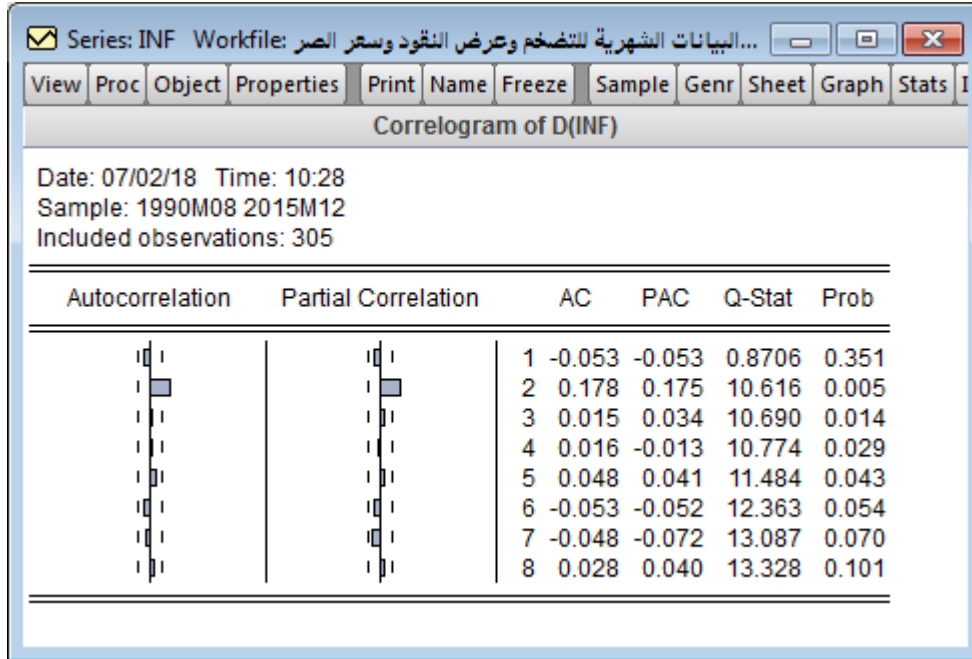 Series: INF Workfile: البيانات الشهرية للتضخم وعرض النقود وسعر الصر...
View Proc Object Properties Print Name Freeze Sample Genr Sheet Graph Stats I
Correlogram of D(INF)
Date: 07/02/18 Time: 10:28
Sample: 1990M08 2015M12
Included observations: 305
Autocorrelation Partial Correlation AC PAC Q-Stat Prob
1 -0.053 -0.053 0.8706 0.351
2 0.178 0.175 10.616 0.005
3 0.015 0.034 10.690 0.014
4 0.016 -0.013 10.774 0.029
5 0.048 0.041 11.484 0.043
6 -0.053 -0.052 12.363 0.054
7 -0.048 -0.072 13.087 0.070
8 0.028 0.040 13.328 0.101